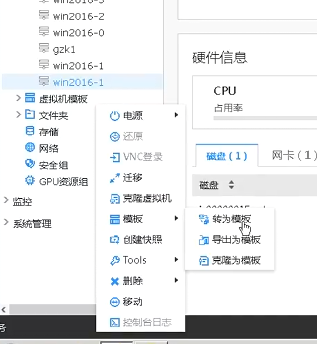 win2016-2
win2016-0
gzk1
win2016-1
win2016-1
虚拟机模板
文件夹
存储
网络
安全组
GPU资源组
监控
系统管理
电源
还原
VNC登录
迁移
克隆虚拟机
模板
创建快照
Tools
删除
移动
控制台日志
转为模板
导出为模板
克隆为模板
硬件信息
CPU
占用率
磁盘（1）
网卡（1）
磁盘
务